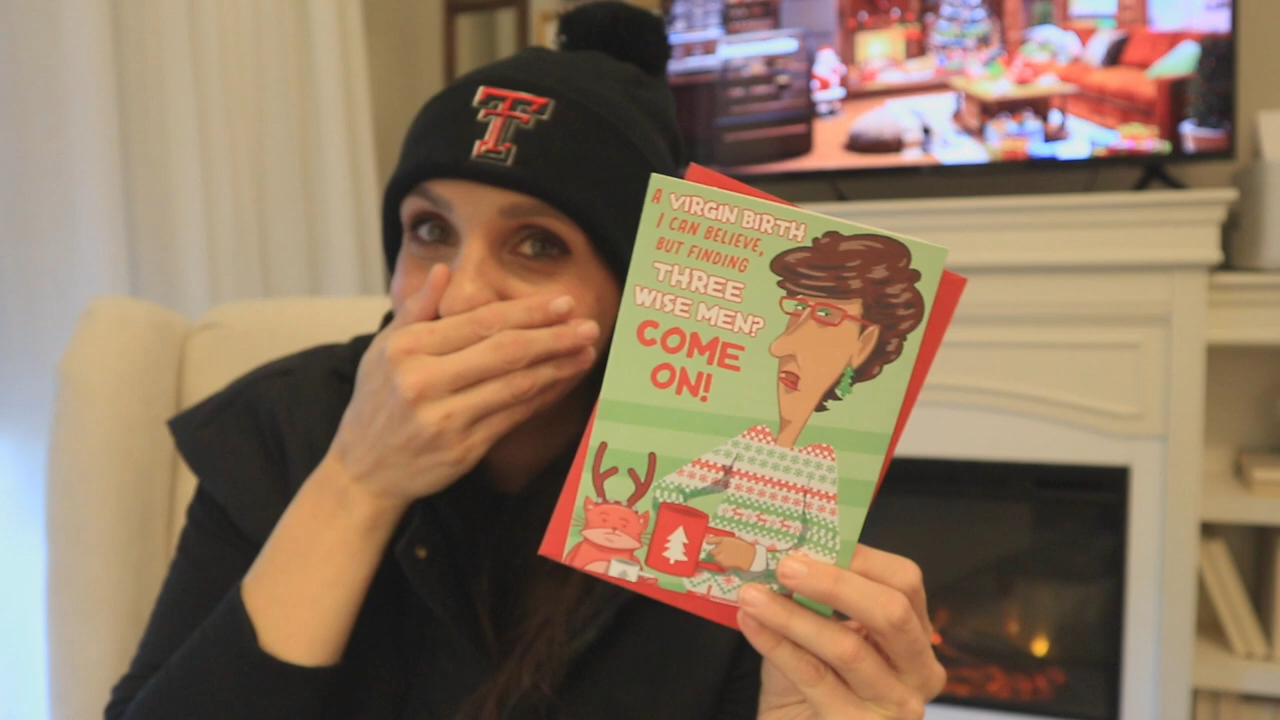 T
A VIRGIN BIRTH
I CAN BELIEVE,
BUT FINDING
THREE
WISE MEN?
COME
ON!